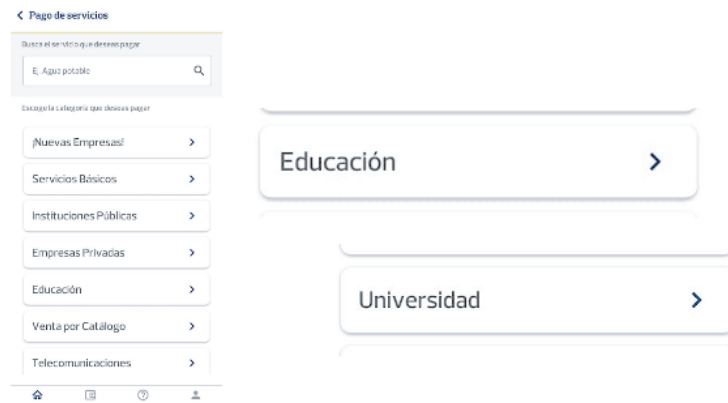 Pago de servicios
Busca el servicio que deseas pagar
Ej. Agua potable
Escoge la categoría que deseas pagar
¡Nuevas Empresas!
Servicios Básicos
Instituciones Públicas
Empresas Privadas
Educación
Venta por Catálogo
Telecomunicaciones
Educación
Universidad